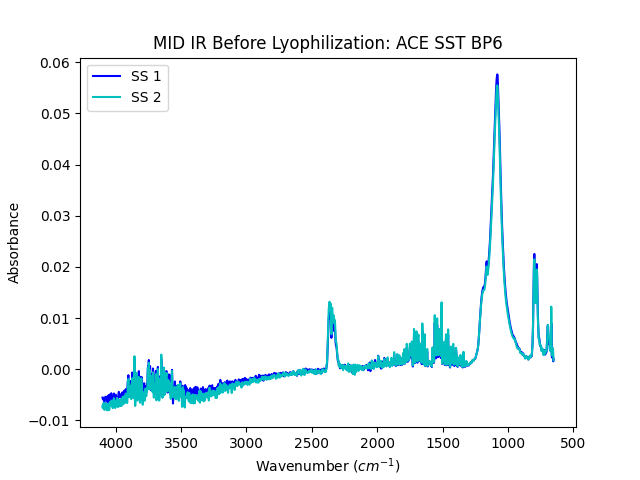 MID IR Before Lyophilization: ACE SST BP6
SS 1
SS 2
0.06
0.05
0.04
0.03
0.02
0.01
0.00
−0.01
Absorbance
4000 3500 3000 2500 2000 1500 1000 500
Wavenumber (cm⁻¹)